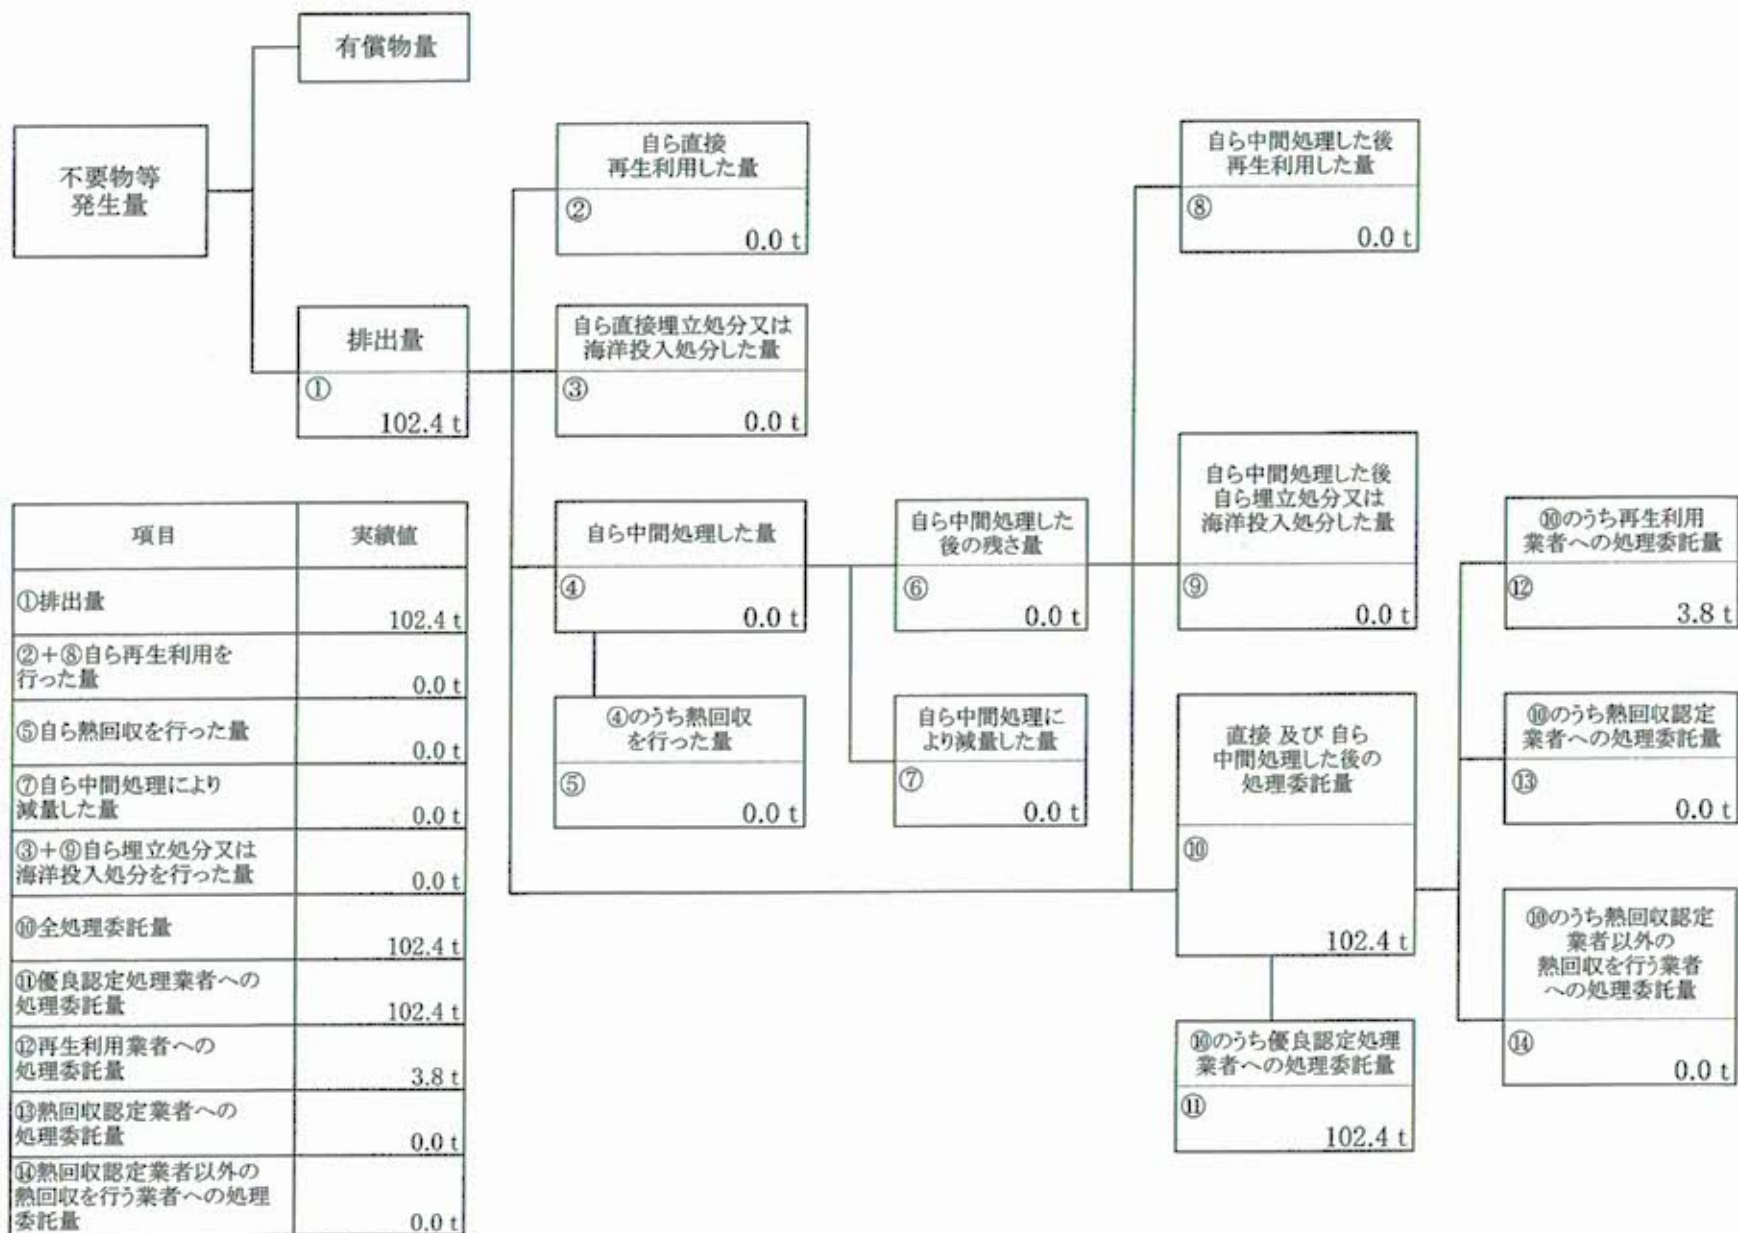 有償物量
不要物等
発生量
排出量
①
102.4 t
自ら直接
再生利用した量
②
0.0 t
自ら直接埋立処分又は
海洋投入処分した量
③
0.0 t
自ら中間処理した量
④
0.0 t
④のうち熱回収
を行った量
⑤
0.0 t
自ら中間処理した
後の残さ量
⑥
0.0 t
自ら中間処理に
より減量した量
⑦
0.0 t
自ら中間処理した後
再生利用した量
⑧
0.0 t
自ら中間処理した後
自ら埋立処分又は
海洋投入処分した量
⑨
0.0 t
直接 及び 自ら
中間処理した後の
処理委託量
⑩
102.4 t
⑩のうち優良認定処理
業者への処理委託量
⑪
102.4 t
⑩のうち再生利用
業者への処理委託量
⑫
3.8 t
⑩のうち熱回収認定
業者への処理委託量
⑬
0.0 t
⑩のうち熱回収認定
業者以外の
熱回収を行う業者
への処理委託量
⑭
0.0 t
項目 実績値
①排出量
102.4 t
②+⑧自ら再生利用を
行った量
0.0 t
⑤自ら熱回収を行った量
0.0 t
⑦自ら中間処理により
減量した量
0.0 t
③+⑨自ら埋立処分又は
海洋投入処分を行った量
0.0 t
⑩全処理委託量
102.4 t
⑪優良認定処理業者への
処理委託量
102.4 t
⑫再生利用業者への
処理委託量
3.8 t
⑬熱回収認定業者への
処理委託量
0.0 t
⑭熱回収認定業者以外の
熱回収を行う業者への処理
委託量
0.0 t